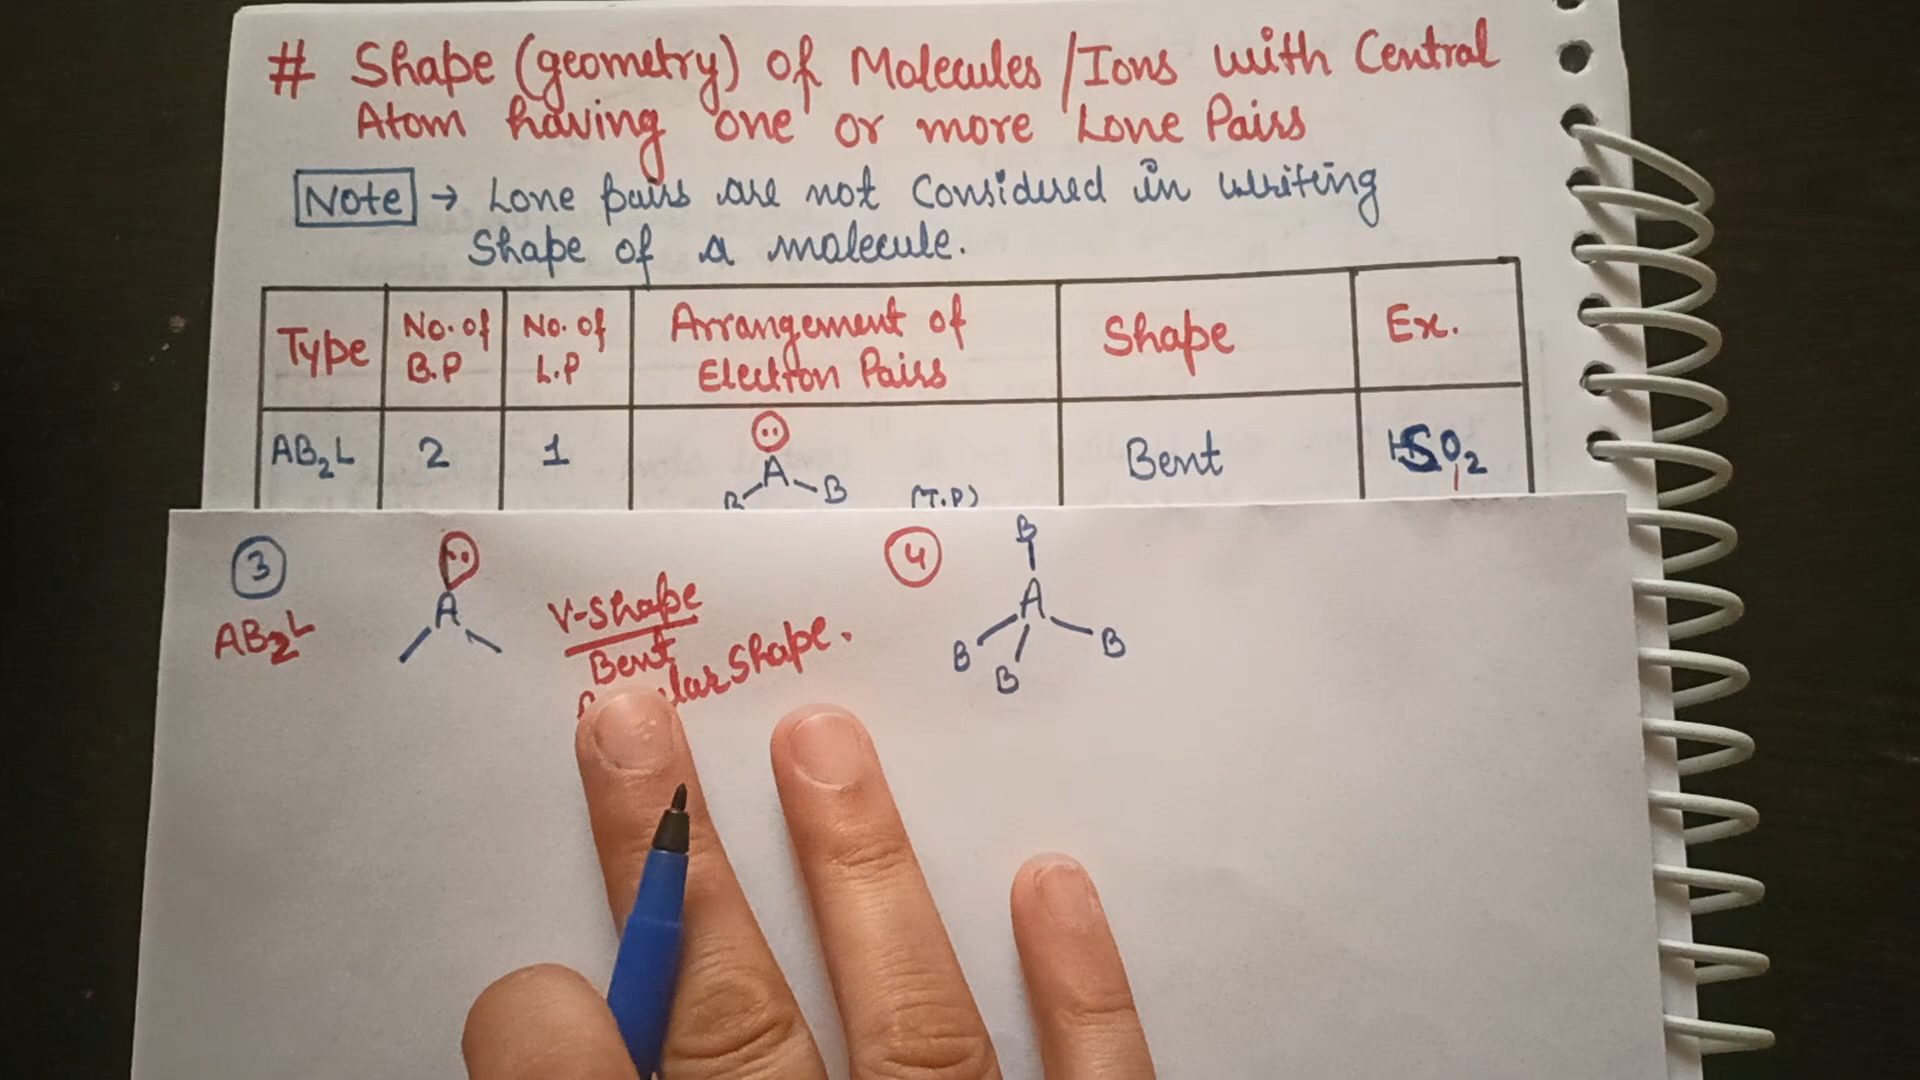 # Shape (geometry) of Molecules/Ions with Central
Atom having one or more Lone Pairs
Note → Lone pairs are not Considered in writing
Shape of a molecule.
Type
No. of B.P
No. of L.P
Arrangement of Electron Pairs
Shape
Ex.
AB₂L
2
1
A
B B
(T.P)
Bent
SO₂
3
AB₂L
A
V-Shape
Bent
Shape.
4
B
A
B B B